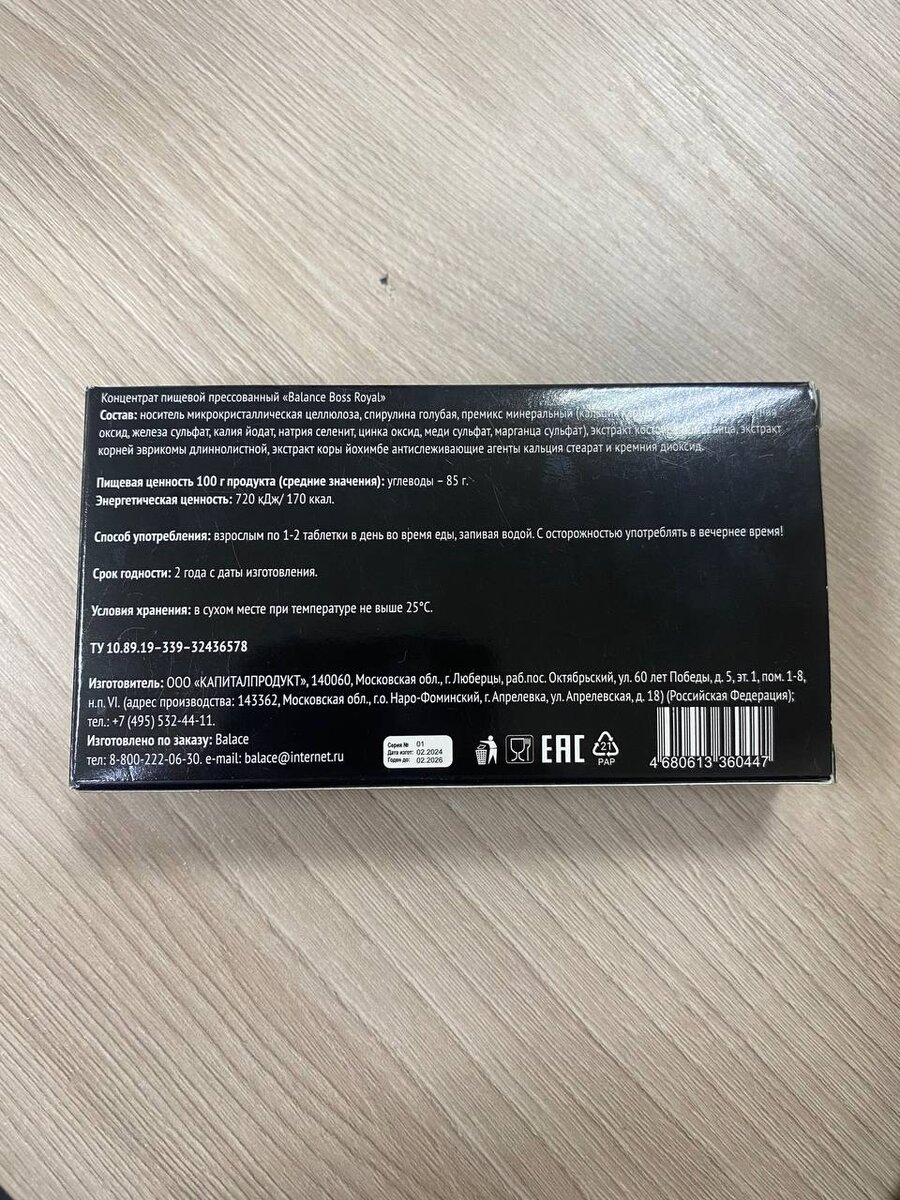 Концентрат пищевой прессованный «Balance Boss Royal»
Состав: носитель микрокристаллическая целлюлоза, спирулина голубая, премикс минеральный (кальция
оксид, железа сульфат, калия йодат, натрия селенит, цинка оксид, меди сульфат, марганца сульфат), экстракт экстракт
корней эврикомы длиннолистной, экстракт коры йохимбе антислеживающие агенты кальция стеарат и кремния диоксид.
Пищевая ценность 100 г продукта (средние значения): углеводы – 85 г.
Энергетическая ценность: 720 кДж/ 170 ккал.
Способ употребления: взрослым по 1-2 таблетки в день во время еды, запивая водой. С осторожностью употреблять в вечернее время!
Срок годности: 2 года с даты изготовления.
Условия хранения: в сухом месте при температуре не выше 25°С.
ТУ 10.89.19–339–32436578
Изготовитель: ООО «КАПИТАЛПРОДУКТ», 140060, Московская обл., г. Люберцы, раб.пос. Октябрьский, ул. 60 лет Победы, д. 5, эт. 1, пом. 1-8,
н.п. VI. (адрес производства: 143362, Московская обл., г.о. Наро-Фоминский, г. Апрелевка, ул. Апрелевская, д. 18) (Российская Федерация);
тел.: +7 (495) 532-44-11.
Изготовлено по заказу: Balace
тел: 8-800-222-06-30. e-mail: balace@internet.ru
Серия № 01
Дата изгот: 02.2024
Годен до: 02.2026
EAC
21
PAP
4 680613 360447